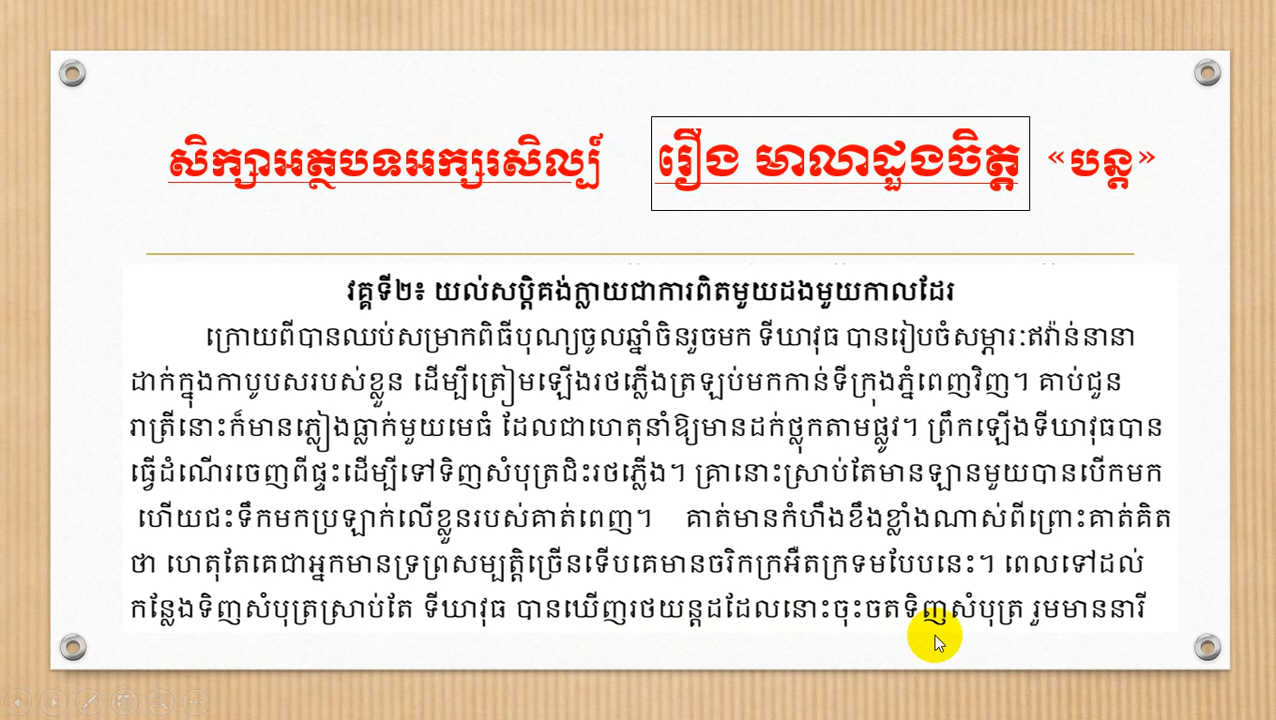 សិក្សាអត្ថបទអក្សរសិល្ប៍ រឿង មាលាដួងចិត្ត «បន្ត»
វគ្គទី២៖ យល់សប្តិគង់ក្លាយជាការពិតមួយដងមួយកាលដែរ
ក្រោយពីបានឈប់សម្រាកពិធីបុណ្យចូលឆ្នាំចិនរួចមក ទីឃាវុធ បានរៀបចំសម្ភារៈឥវ៉ាន់នានា
ដាក់ក្នុងកាបូបសរបស់ខ្លួន ដើម្បីត្រៀមឡើងរថភ្លើងត្រឡប់មកកាន់ទីក្រុងភ្នំពេញវិញ។ គាប់ជួន
រាត្រីនោះក៏មានភ្លៀងធ្លាក់មួយមេធំ ដែលជាហេតុនាំឱ្យមានដក់ថ្លុកតាមផ្លូវ។ ព្រឹកឡើងទីឃាវុធបាន
ធ្វើដំណើរចេញពីផ្ទះដើម្បីទៅទិញសំបុត្រជិះរថភ្លើង។ គ្រានោះស្រាប់តែមានឡានមួយបានបើកមក
ហើយជះទឹកមកប្រឡាក់លើខ្លួនរបស់គាត់ពេញ។ គាត់មានកំហឹងខឹងខ្លាំងណាស់ពីព្រោះគាត់គិត
ថា ហេតុតែគេជាអ្នកមានទ្រព្រសម្បត្តិច្រើនទើបគេមានចរិកក្រអឺតក្រទមបែបនេះ។ ពេលទៅដល់
កន្លែងទិញសំបុត្រស្រាប់តែ ទីឃាវុធ បានឃើញរថយន្តដដែលនោះចុះចតទិញសំបុត្រ រួមមាននារី